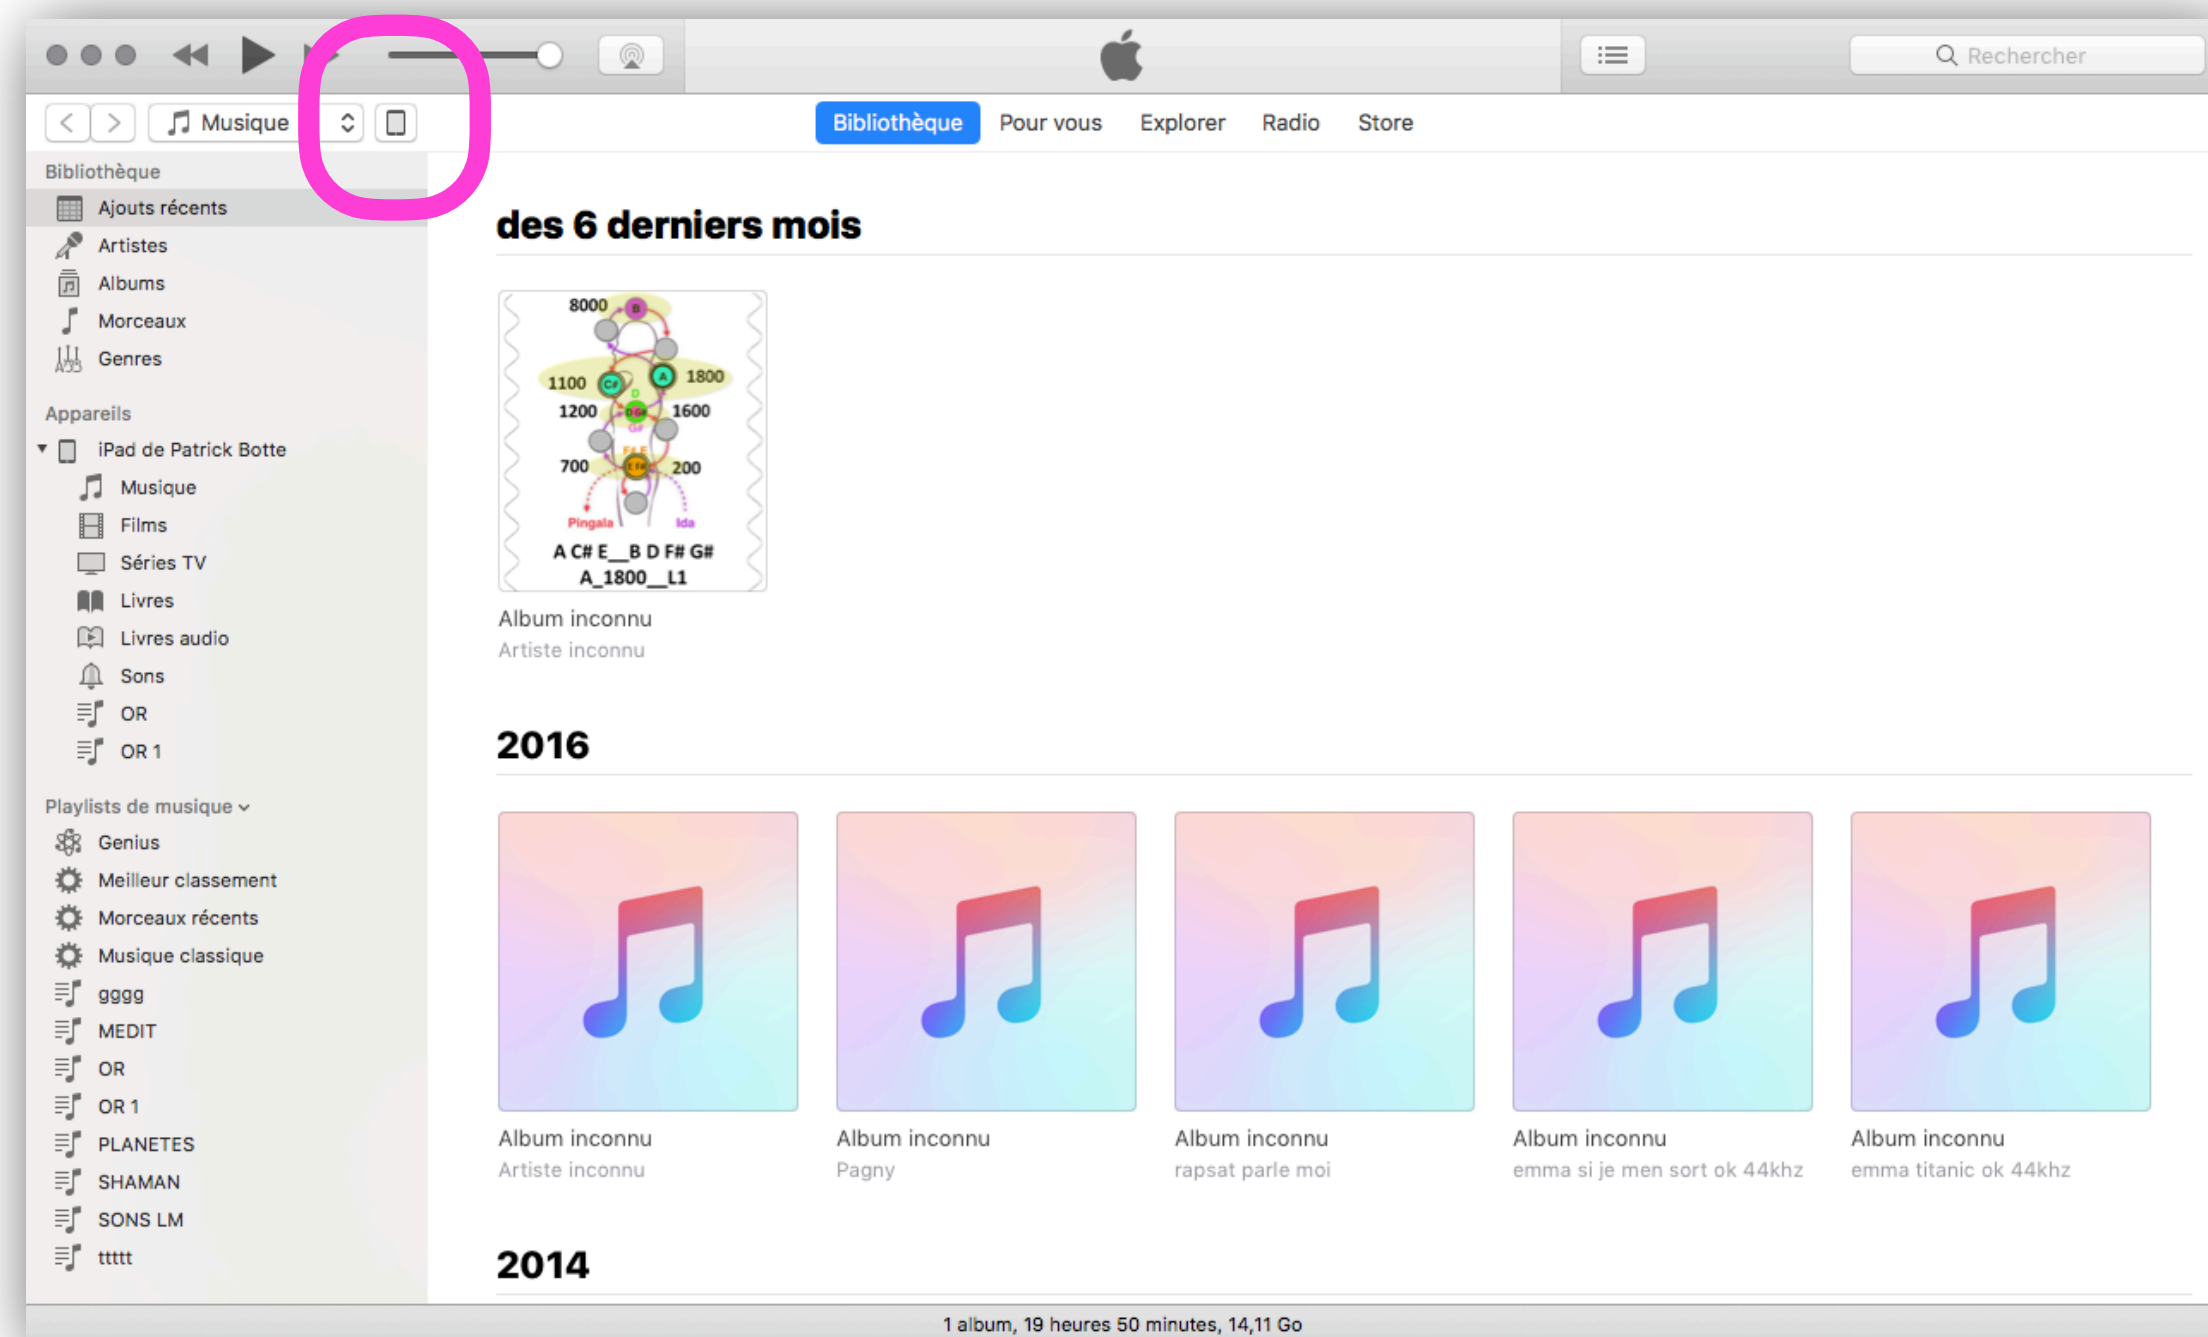 Rechercher
Musique
Bibliothèque Pour vous Explorer Radio Store
Bibliothèque
Ajouts récents
Artistes
Albums
Morceaux
Genres
Appareils
iPad de Patrick Botte
Musique
Films
Séries TV
Livres
Livres audio
Sons
OR
OR 1
Playlists de musique
Genius
Meilleur classement
Morceaux récents
Musique classique
gggg
MEDIT
OR
OR 1
PLANETES
SHAMAN
SONS LM
ttttt
des 6 derniers mois
8000 B
1100 C# A 1800
D
1200 D G# 1600
G#
F# E
700 E F# 200
Pingala Ida
A C# E__B D F# G#
A_1800__L1
Album inconnu
Artiste inconnu
2016
Album inconnu
Artiste inconnu
Album inconnu
Pagny
Album inconnu
rapsat parle moi
Album inconnu
emma si je men sort ok 44khz
Album inconnu
emma titanic ok 44khz
2014
1 album, 19 heures 50 minutes, 14,11 Go